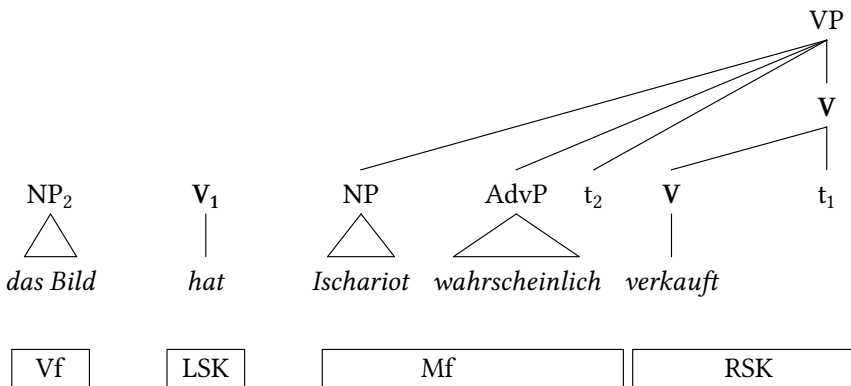 VP
V
NP₂ V₁ NP AdvP t₂ V t₁
das Bild hat Ischariot wahrscheinlich verkauft
Vf LSK Mf RSK